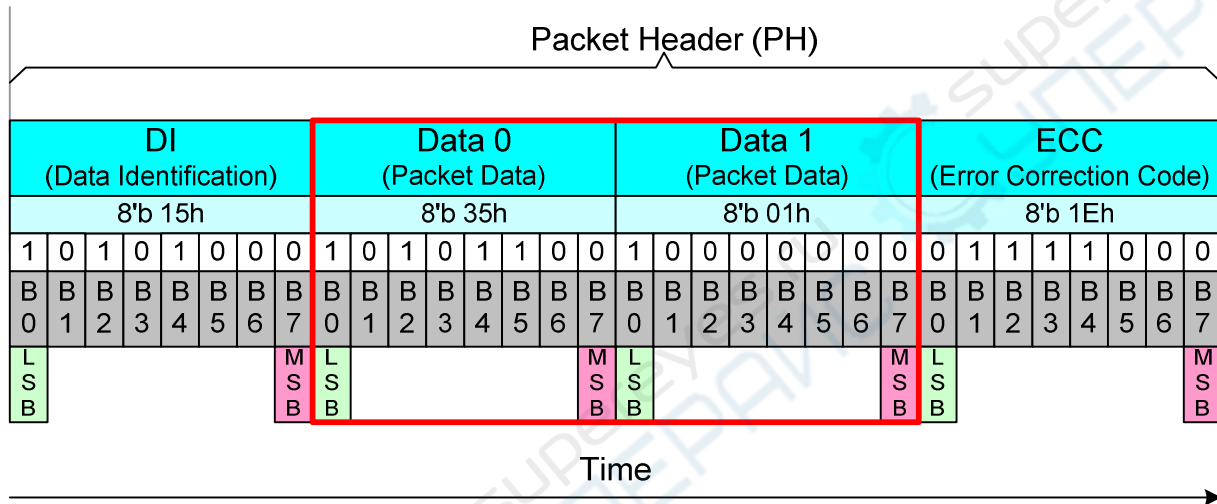 Packet Header (PH)
DI Data 0 Data 1 ECC
(Data Identification) (Packet Data) (Packet Data) (Error Correction Code)
8'b 15h 8'b 35h 8'b 01h 8'b 1Eh
1 0 1 0 1 0 0 0 1 0 1 0 1 1 0 0 1 0 0 0 0 0 0 0 0 1 1 1 1 0 0 0
B0 B1 B2 B3 B4 B5 B6 B7 B0 B1 B2 B3 B4 B5 B6 B7 B0 B1 B2 B3 B4 B5 B6 B7 B0 B1 B2 B3 B4 B5 B6 B7
LSB MSB LSB MSB LSB MSB LSB MSB
Time